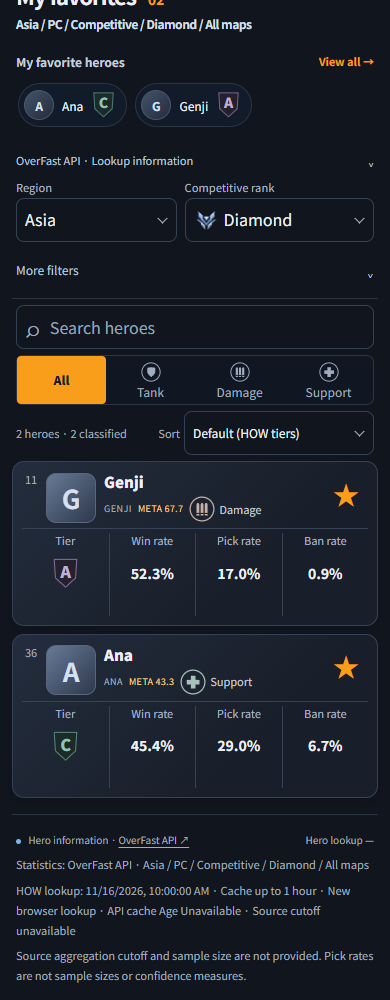 My favorites 02
Asia / PC / Competitive / Diamond / All maps
My favorite heroes
View all →
A Ana C
G Genji A
OverFast API · Lookup information
Region
Competitive rank
Asia
Diamond
More filters
Search heroes
All
Tank
Damage
Support
2 heroes · 2 classified
Sort
Default (HOW tiers)
11
G
Genji
GENJI META 67.7 Damage
Tier
Win rate
Pick rate
Ban rate
A
52.3%
17.0%
0.9%
36
A
Ana
ANA META 43.3 Support
Tier
Win rate
Pick rate
Ban rate
C
45.4%
29.0%
6.7%
Hero information · OverFast API ↗
Hero lookup —
Statistics: OverFast API · Asia / PC / Competitive / Diamond / All maps
HOW lookup: 11/16/2026, 10:00:00 AM · Cache up to 1 hour · New
browser lookup · API cache Age Unavailable · Source cutoff
unavailable
Source aggregation cutoff and sample size are not provided. Pick rates
are not sample sizes or confidence measures.